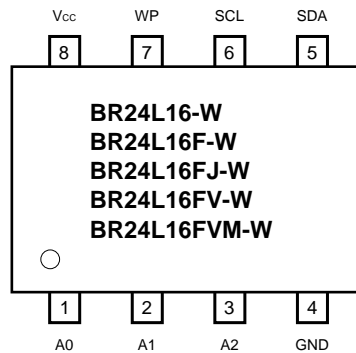 Vcc WP SCL SDA
8 7 6 5
BR24L16-W
BR24L16F-W
BR24L16FJ-W
BR24L16FV-W
BR24L16FVM-W
1 2 3 4
A0 A1 A2 GND